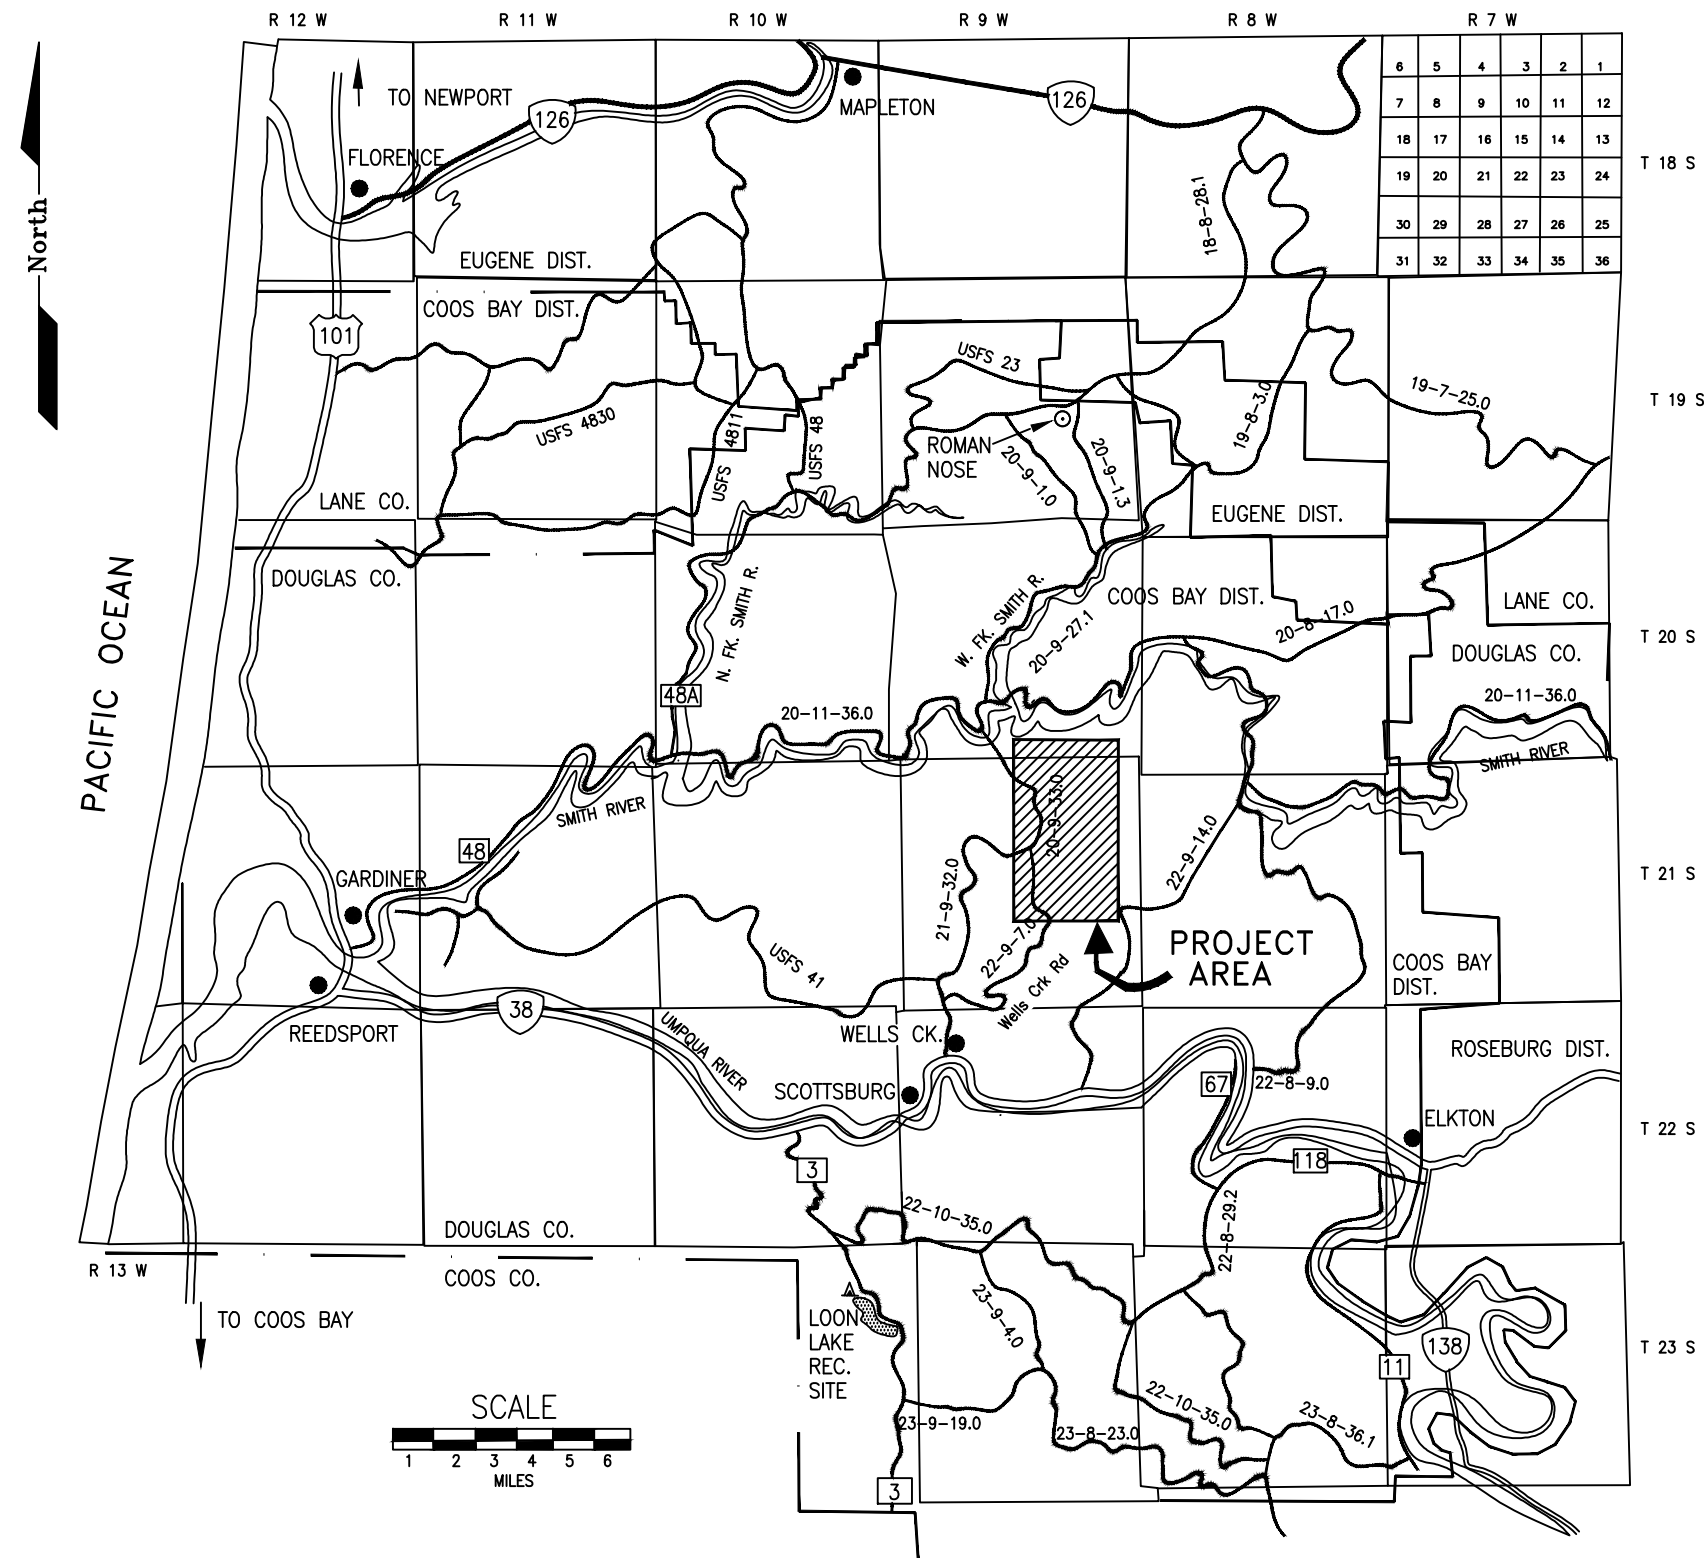 R 12 W
R 11 W
R 10 W
R 9 W
R 8 W
R 7 W
6 5 4 3 2 1
7 8 9 10 11 12
18 17 16 15 14 13
19 20 21 22 23 24
30 29 28 27 26 25
31 32 33 34 35 36
T 18 S
T 19 S
T 20 S
T 21 S
T 22 S
T 23 S
North
TO NEWPORT
126
MAPLETON
126
FLORENCE
18-8-28.1
EUGENE DIST.
COOS BAY DIST.
101
USFS 23
USFS 4830
USFS 4811
USFS 48
ROMAN
NOSE
20-9-1.0
20-9-1.3
19-8-3.0
19-7-25.0
LANE CO.
EUGENE DIST.
DOUGLAS CO.
PACIFIC OCEAN
N. FK. SMITH R.
W. FK. SMITH R.
20-9-27.1
COOS BAY DIST.
20-8-17.0
LANE CO.
DOUGLAS CO.
48A
20-11-36.0
20-11-36.0
SMITH RIVER
SMITH RIVER
20-9-33.0
48
GARDINER
21-9-32.0
22-9-14.0
22-9-7.0
PROJECT
AREA
USFS 41
Wells Crk Rd
COOS BAY
DIST.
38
REEDSPORT
UMPQUA RIVER
WELLS CK.
SCOTTSBURG
67
22-8-9.0
ROSEBURG DIST.
ELKTON
3
118
22-10-35.0
22-8-29.2
DOUGLAS CO.
R 13 W
COOS CO.
TO COOS BAY
LOON
LAKE
REC.
SITE
23-9-4.0
138
11
22-10-35.0
23-8-36.1
23-9-19.0
23-8-23.0
3
SCALE
1 2 3 4 5 6
MILES